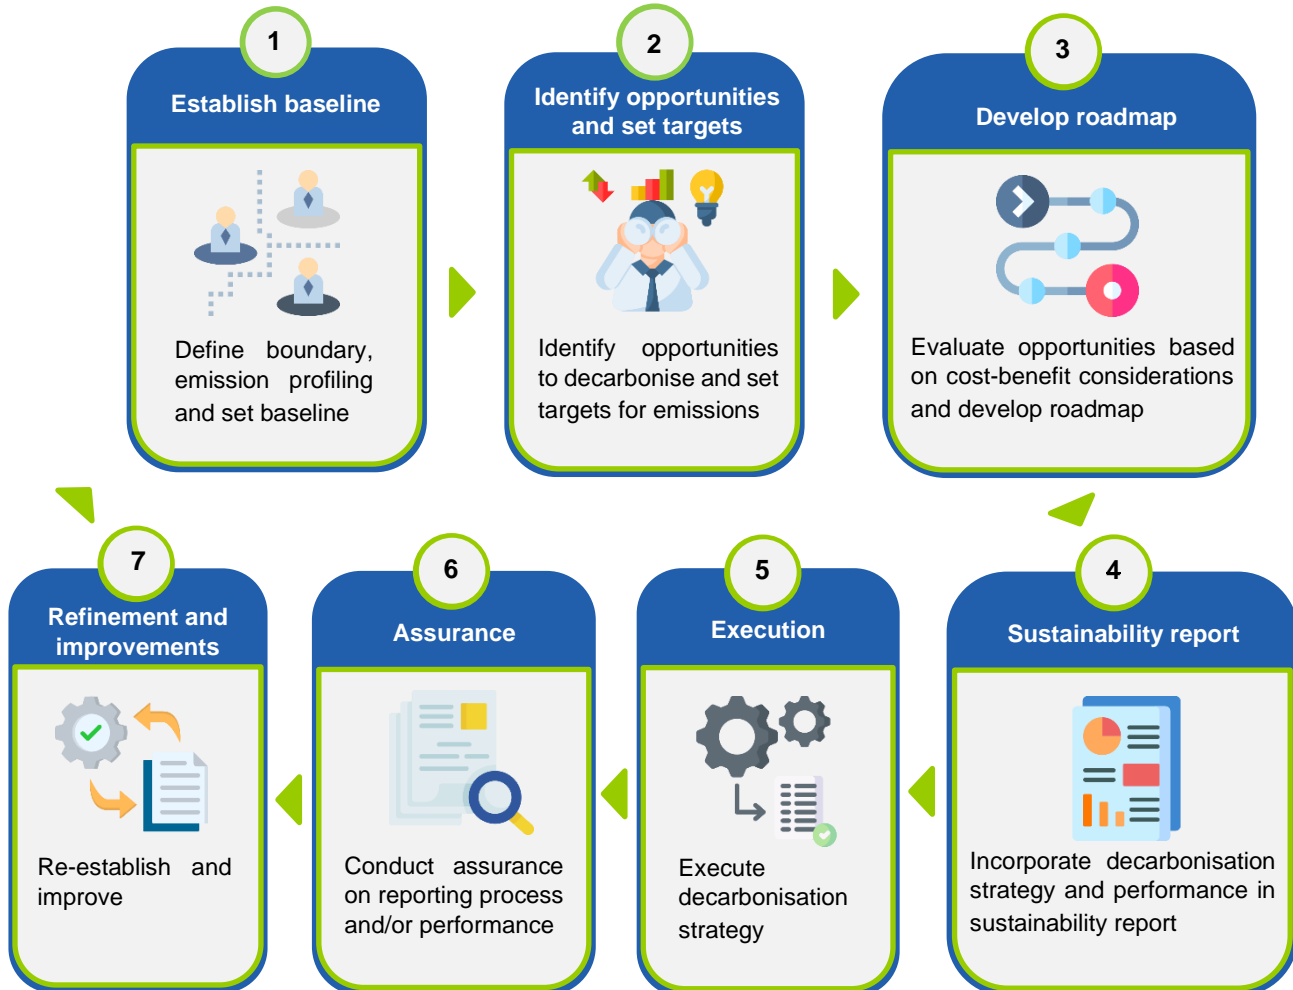 1
Establish baseline
Define boundary,
emission profiling
and set baseline
2
Identify opportunities
and set targets
Identify opportunities
to decarbonise and set
targets for emissions
3
Develop roadmap
Evaluate opportunities based
on cost-benefit considerations
and develop roadmap
7
Refinement and
improvements
Re-establish and
improve
6
Assurance
Conduct assurance
on reporting process
and/or performance
5
Execution
Execute
decarbonisation
strategy
4
Sustainability report
Incorporate decarbonisation
strategy and performance in
sustainability report